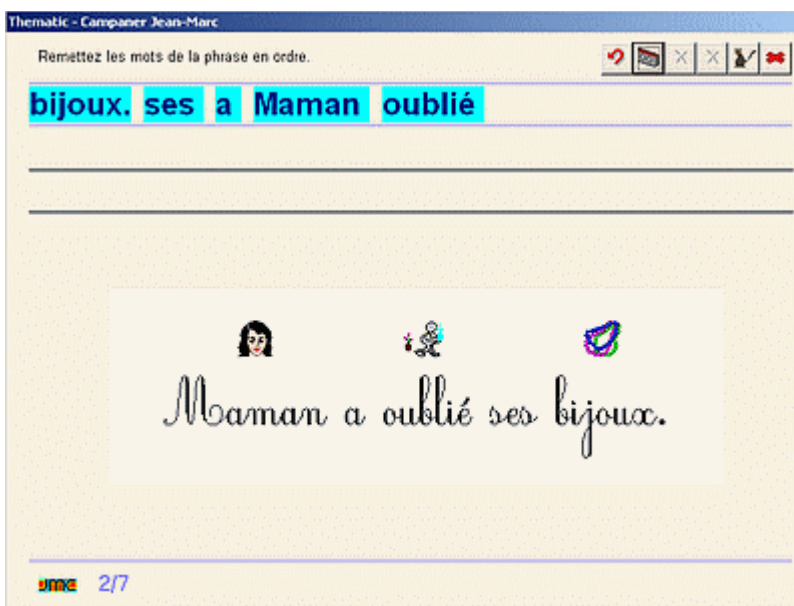 Thematic - Campaner Jean-Marc
Remettez les mots de la phrase en ordre.
bijoux. ses a Maman oublié
Maman a oublié ses bijoux.
JMC 2/7